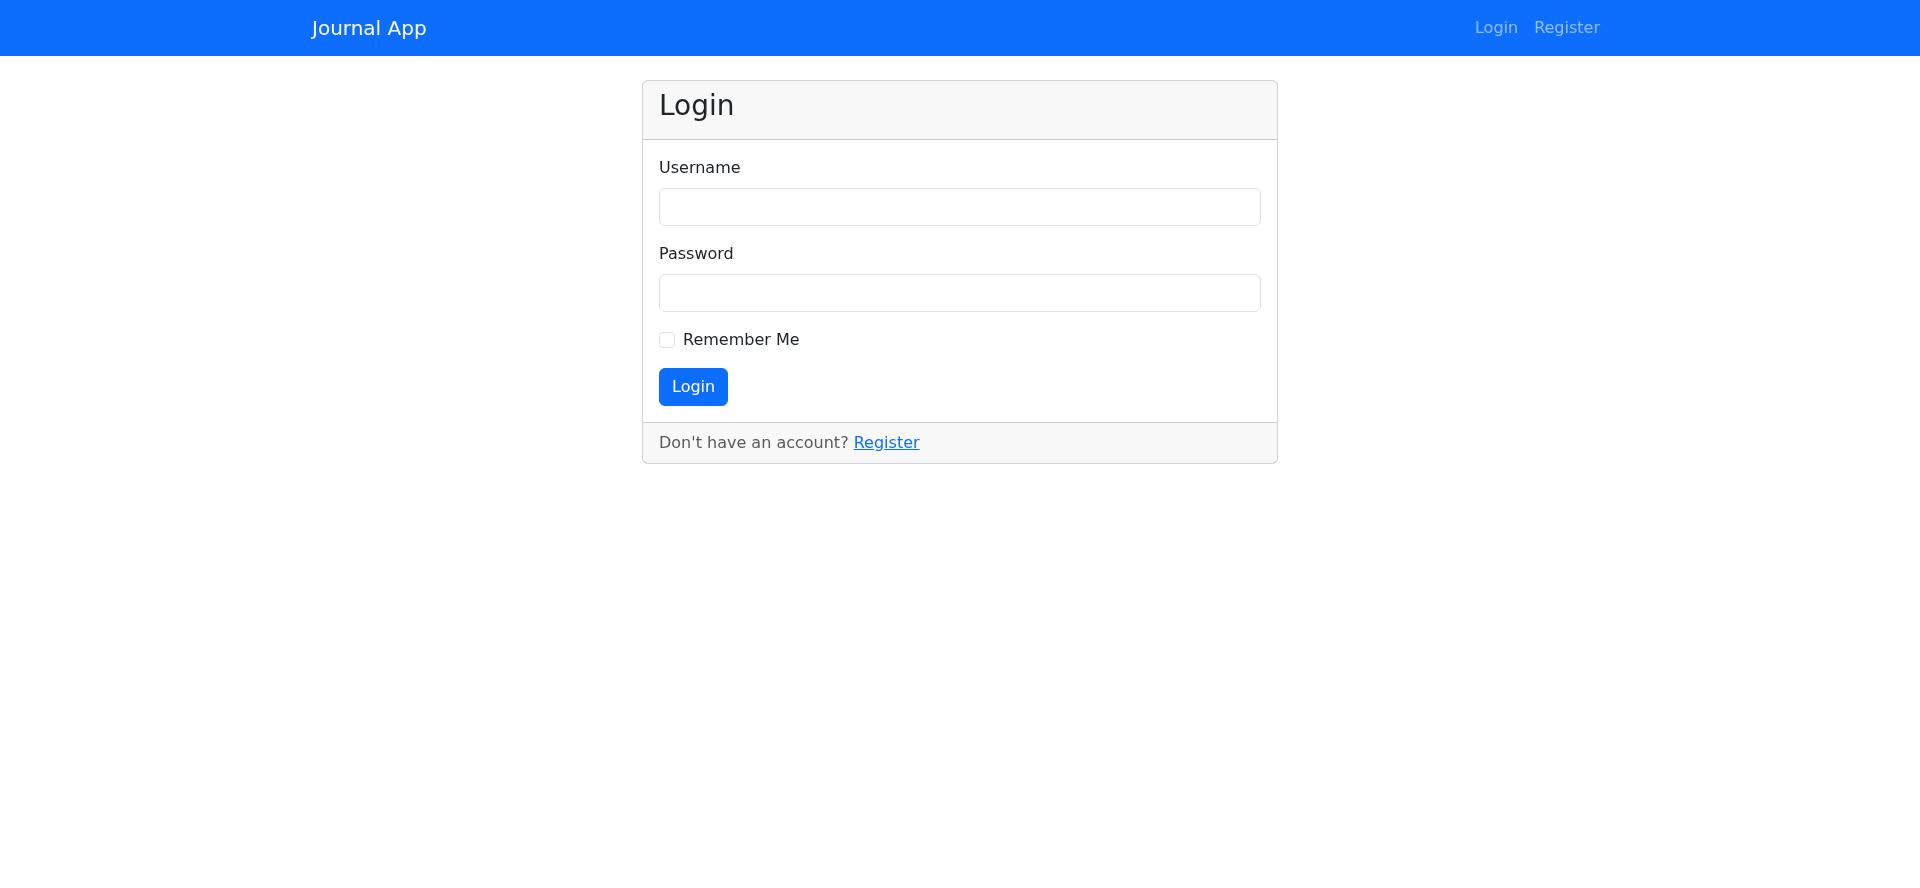 Journal App
Login Register
Login
Username
Password
Remember Me
Login
Don't have an account? Register